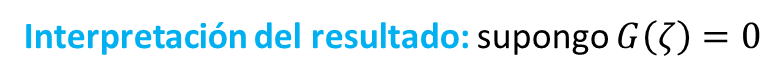 Interpretación del resultado: supongo G(ζ) = 0